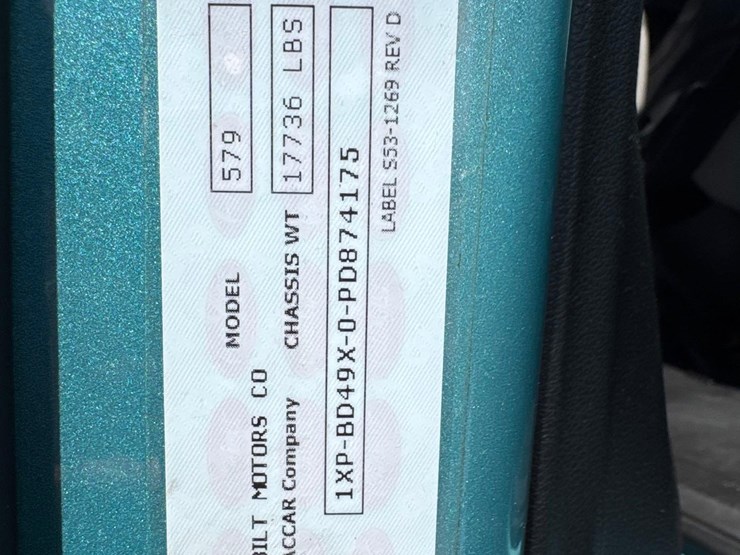 BILT MOTORS CO MODEL 579
ACCAR Company CHASSIS WT 17736 LBS
1XP-BD49X-0-PD874175
LABEL S53-1269 REV D